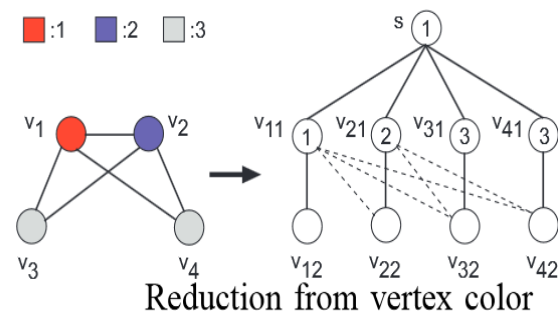 :1 :2 :3
s 1
v1 v2 v11 1 v21 2 v31 3 v41 3
v3 v4 v12 v22 v32 v42
Reduction from vertex color